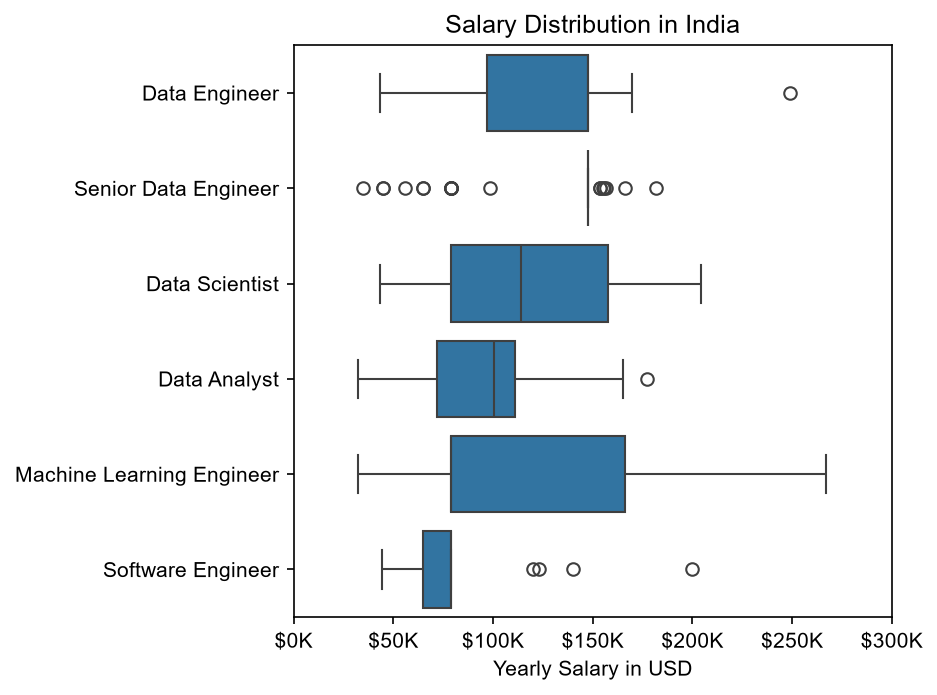 Salary Distribution in India
Data Engineer
Senior Data Engineer
Data Scientist
Data Analyst
Machine Learning Engineer
Software Engineer
$0K $50K $100K $150K $200K $250K $300K
Yearly Salary in USD